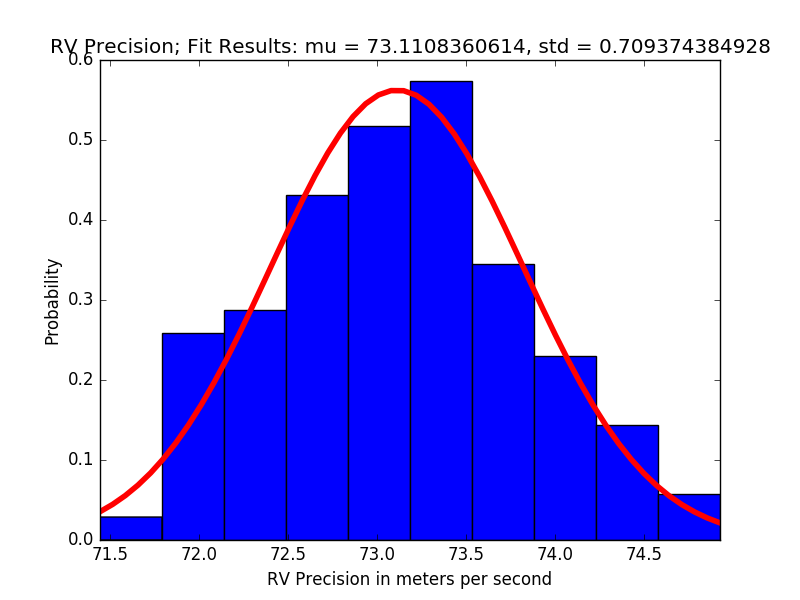 RV Precision; Fit Results: mu = 73.1108360614, std = 0.709374384928
0.6
0.5
0.4
0.3
0.2
0.1
0.0
Probability
71.5 72.0 72.5 73.0 73.5 74.0 74.5
RV Precision in meters per second